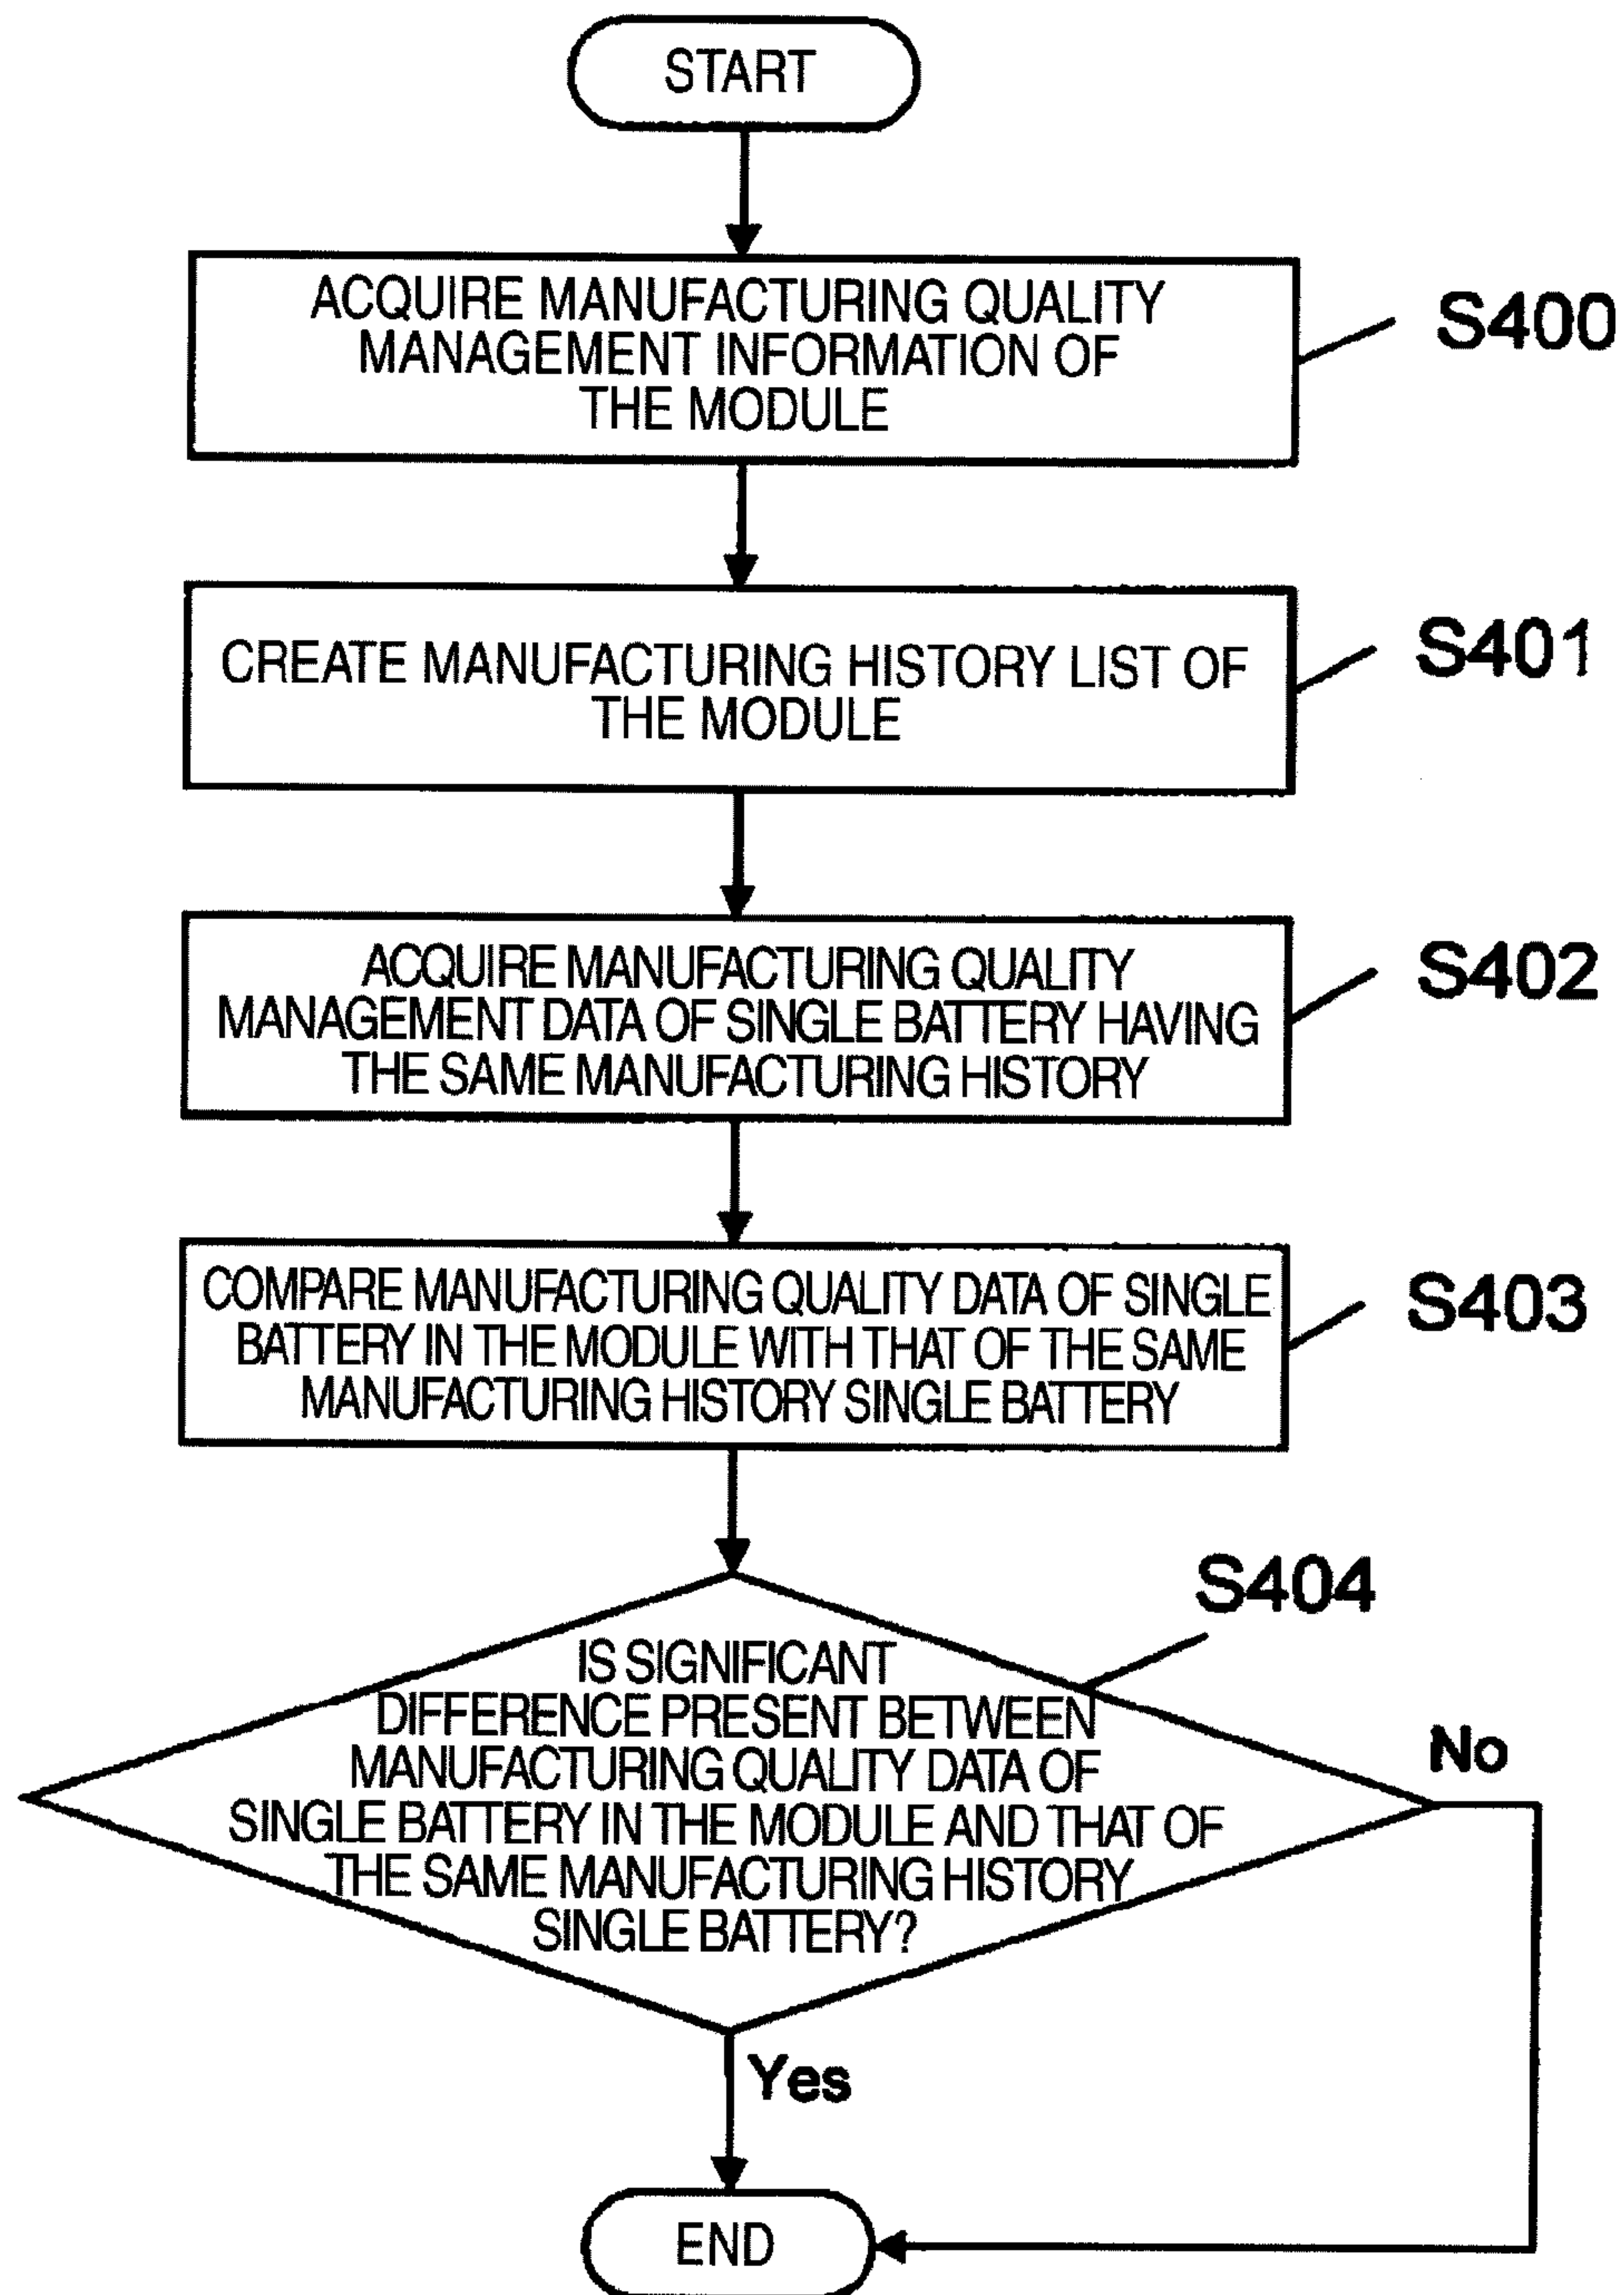 START
ACQUIRE MANUFACTURING QUALITY
MANAGEMENT INFORMATION OF
THE MODULE
S400
CREATE MANUFACTURING HISTORY LIST OF
THE MODULE
S401
ACQUIRE MANUFACTURING QUALITY
MANAGEMENT DATA OF SINGLE BATTERY HAVING
THE SAME MANUFACTURING HISTORY
S402
COMPARE MANUFACTURING QUALITY DATA OF SINGLE
BATTERY IN THE MODULE WITH THAT OF THE SAME
MANUFACTURING HISTORY SINGLE BATTERY
S403
S404
IS SIGNIFICANT
DIFFERENCE PRESENT BETWEEN
MANUFACTURING QUALITY DATA OF
SINGLE BATTERY IN THE MODULE AND THAT OF
THE SAME MANUFACTURING HISTORY
SINGLE BATTERY?
No
Yes
END